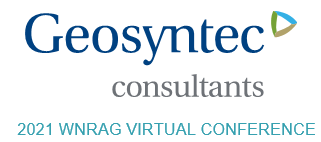 Geosyntec
consultants
2021 WNRAG VIRTUAL CONFERENCE